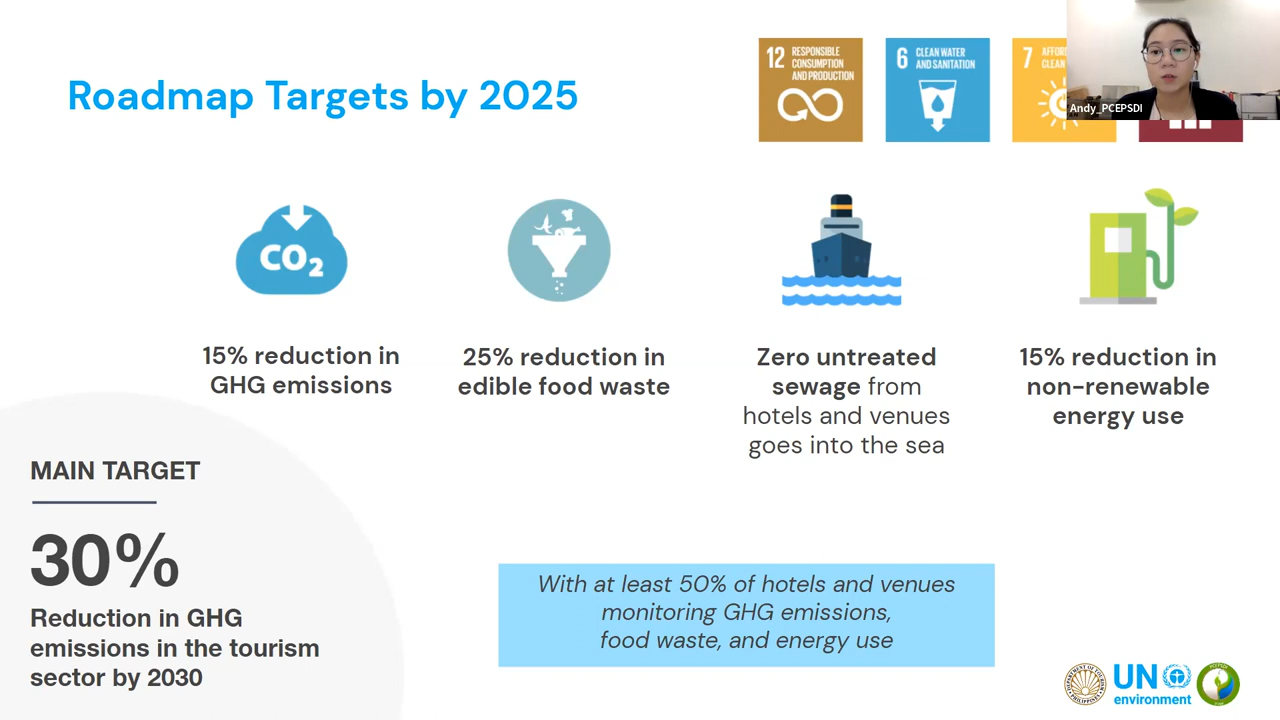 Roadmap Targets by 2025
12 RESPONSIBLE
CONSUMPTION
AND PRODUCTION
6 CLEAN WATER
AND SANITATION
7
CLEAN
Andy_PCEPSDI
CO2
15% reduction in
GHG emissions
25% reduction in
edible food waste
Zero untreated
sewage from
hotels and venues
goes into the sea
15% reduction in
non-renewable
energy use
MAIN TARGET
30%
Reduction in GHG
emissions in the tourism
sector by 2030
With at least 50% of hotels and venues
monitoring GHG emissions,
food waste, and energy use
UN
environment